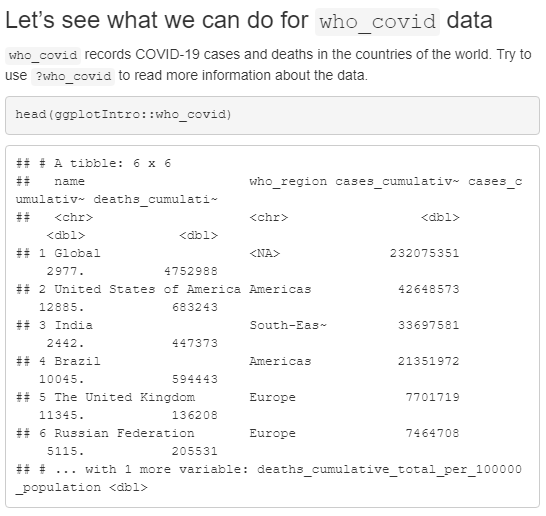 Let's see what we can do for who_covid data
who_covid records COVID-19 cases and deaths in the countries of the world. Try to
use ?who_covid to read more information about the data.
head(ggplotIntro::who_covid)
## # A tibble: 6 x 6
##   name                     who_region cases_cumulativ~ cases_c
umulativ~ deaths_cumulati~
##   <chr>                    <chr>                 <dbl>
    <dbl>            <dbl>
## 1 Global                   <NA>              232075351
    2977.          4752988
## 2 United States of America Americas           42648573
   12885.           683243
## 3 India                    South-Eas~         33697581
    2442.           447373
## 4 Brazil                   Americas           21351972
   10045.           594443
## 5 The United Kingdom       Europe              7701719
   11345.           136208
## 6 Russian Federation       Europe              7464708
    5115.           205531
## # ... with 1 more variable: deaths_cumulative_total_per_100000
_population <dbl>